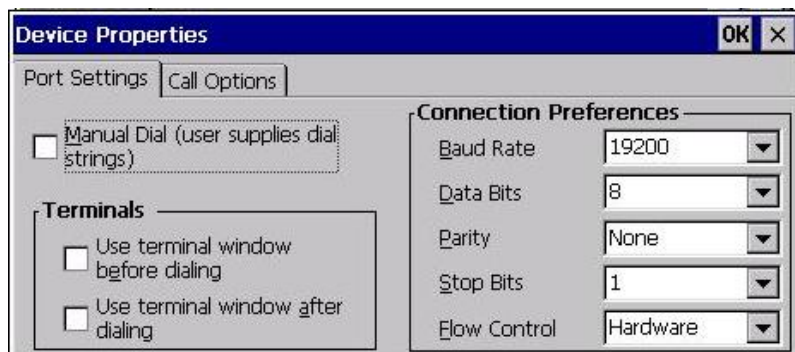 Device Properties OK ×
Port Settings Call Options
Manual Dial (user supplies dial
strings)
Terminals
Use terminal window
before dialing
Use terminal window after
dialing
Connection Preferences
Baud Rate 19200
Data Bits 8
Parity None
Stop Bits 1
Flow Control Hardware